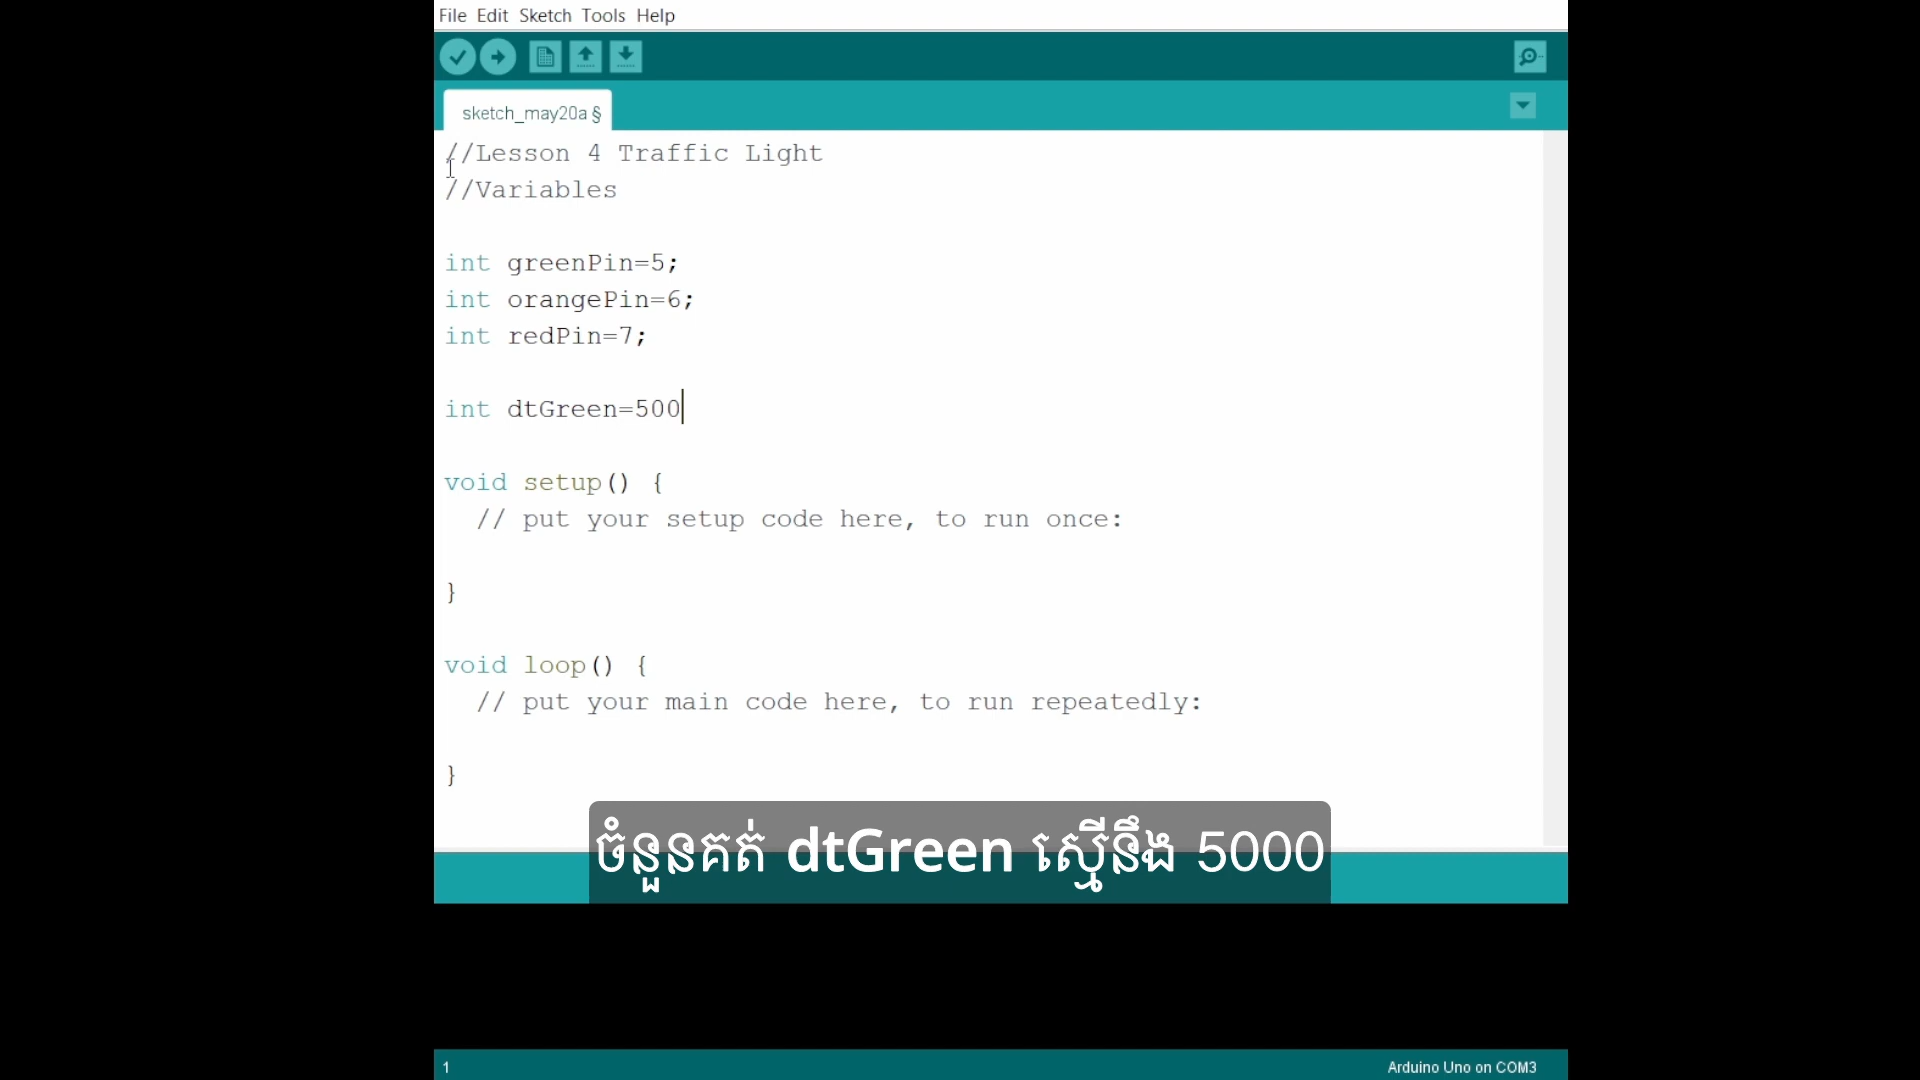 File Edit Sketch Tools Help
sketch_may20a §
//Lesson 4 Traffic Light
//Variables
int greenPin=5;
int orangePin=6;
int redPin=7;
int dtGreen=500
void setup() {
// put your setup code here, to run once:
}
void loop() {
// put your main code here, to run repeatedly:
}
ចំនួនគត់ dtGreen ស្មើនឹង 5000
1
Arduino Uno on COM3